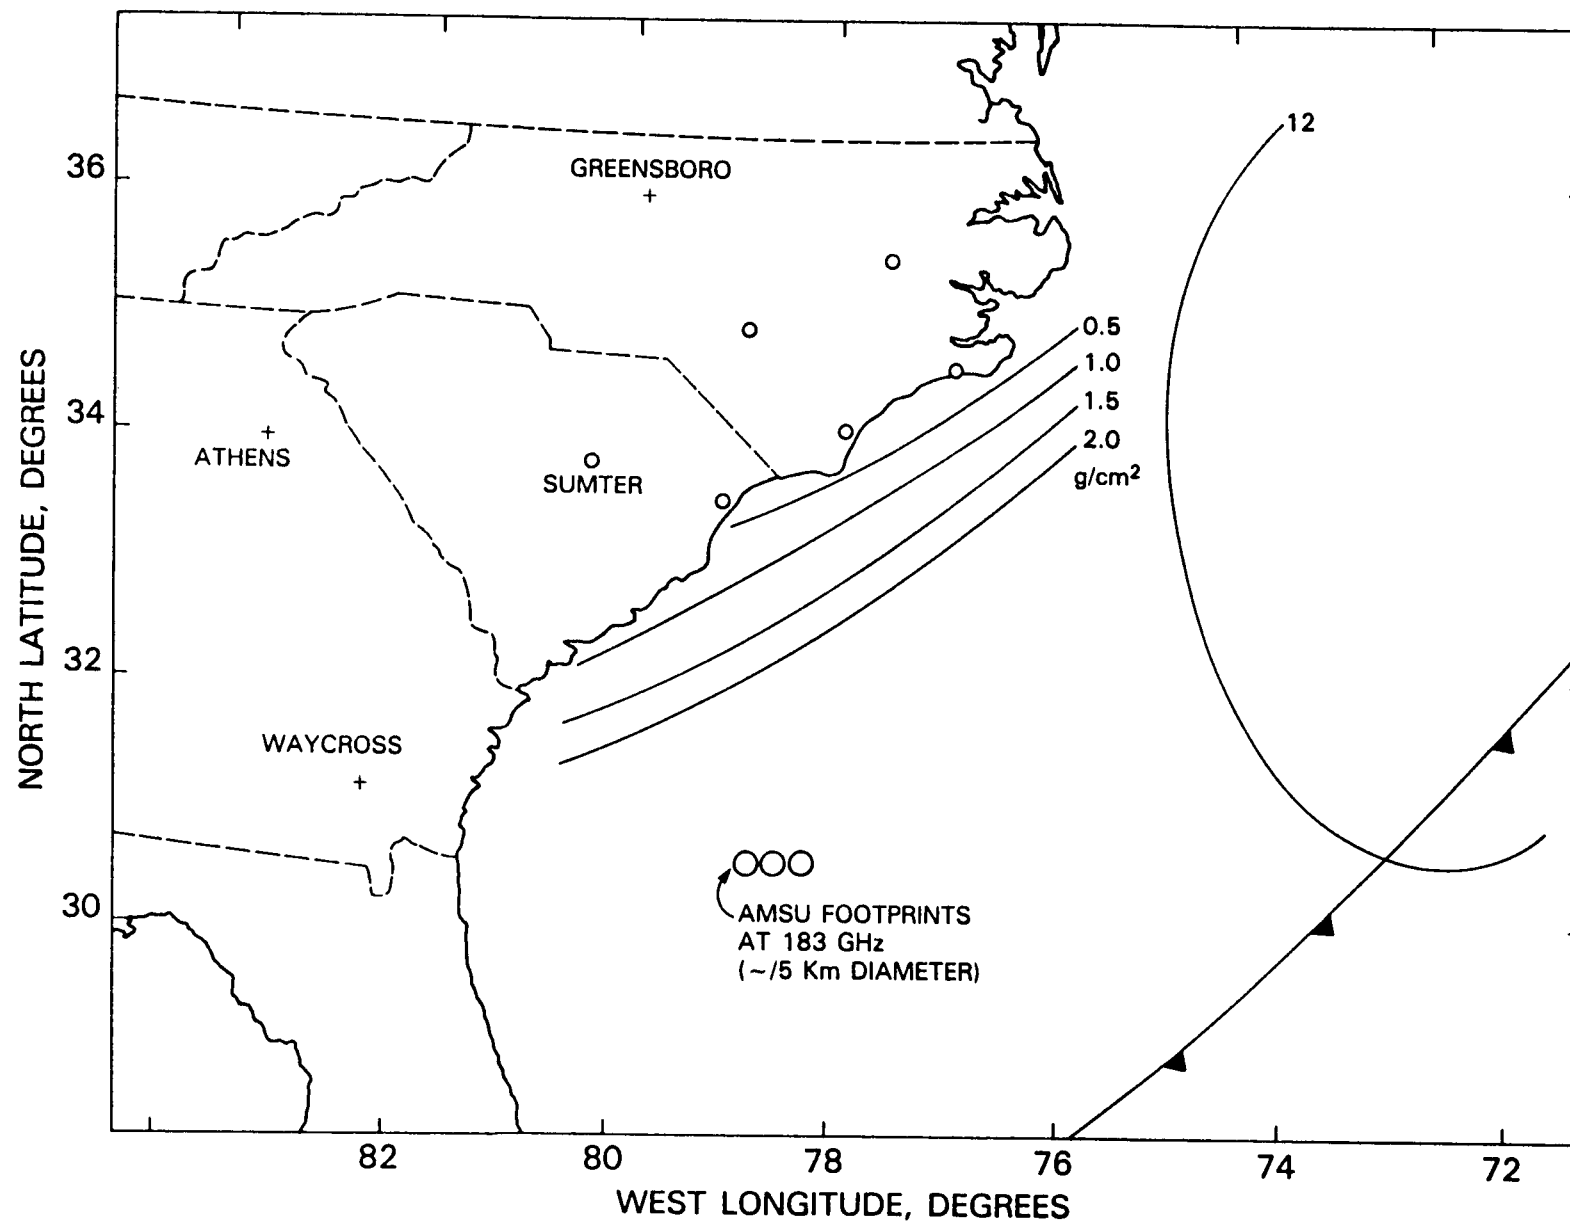 12
36
GREENSBORO
0.5
1.0
1.5
34
2.0
ATHENS
g/cm²
SUMTER
32
WAYCROSS
30
AMSU FOOTPRINTS
AT 183 GHz
(~/5 Km DIAMETER)
NORTH LATITUDE, DEGREES
82 80 78 76 74 72
WEST LONGITUDE, DEGREES